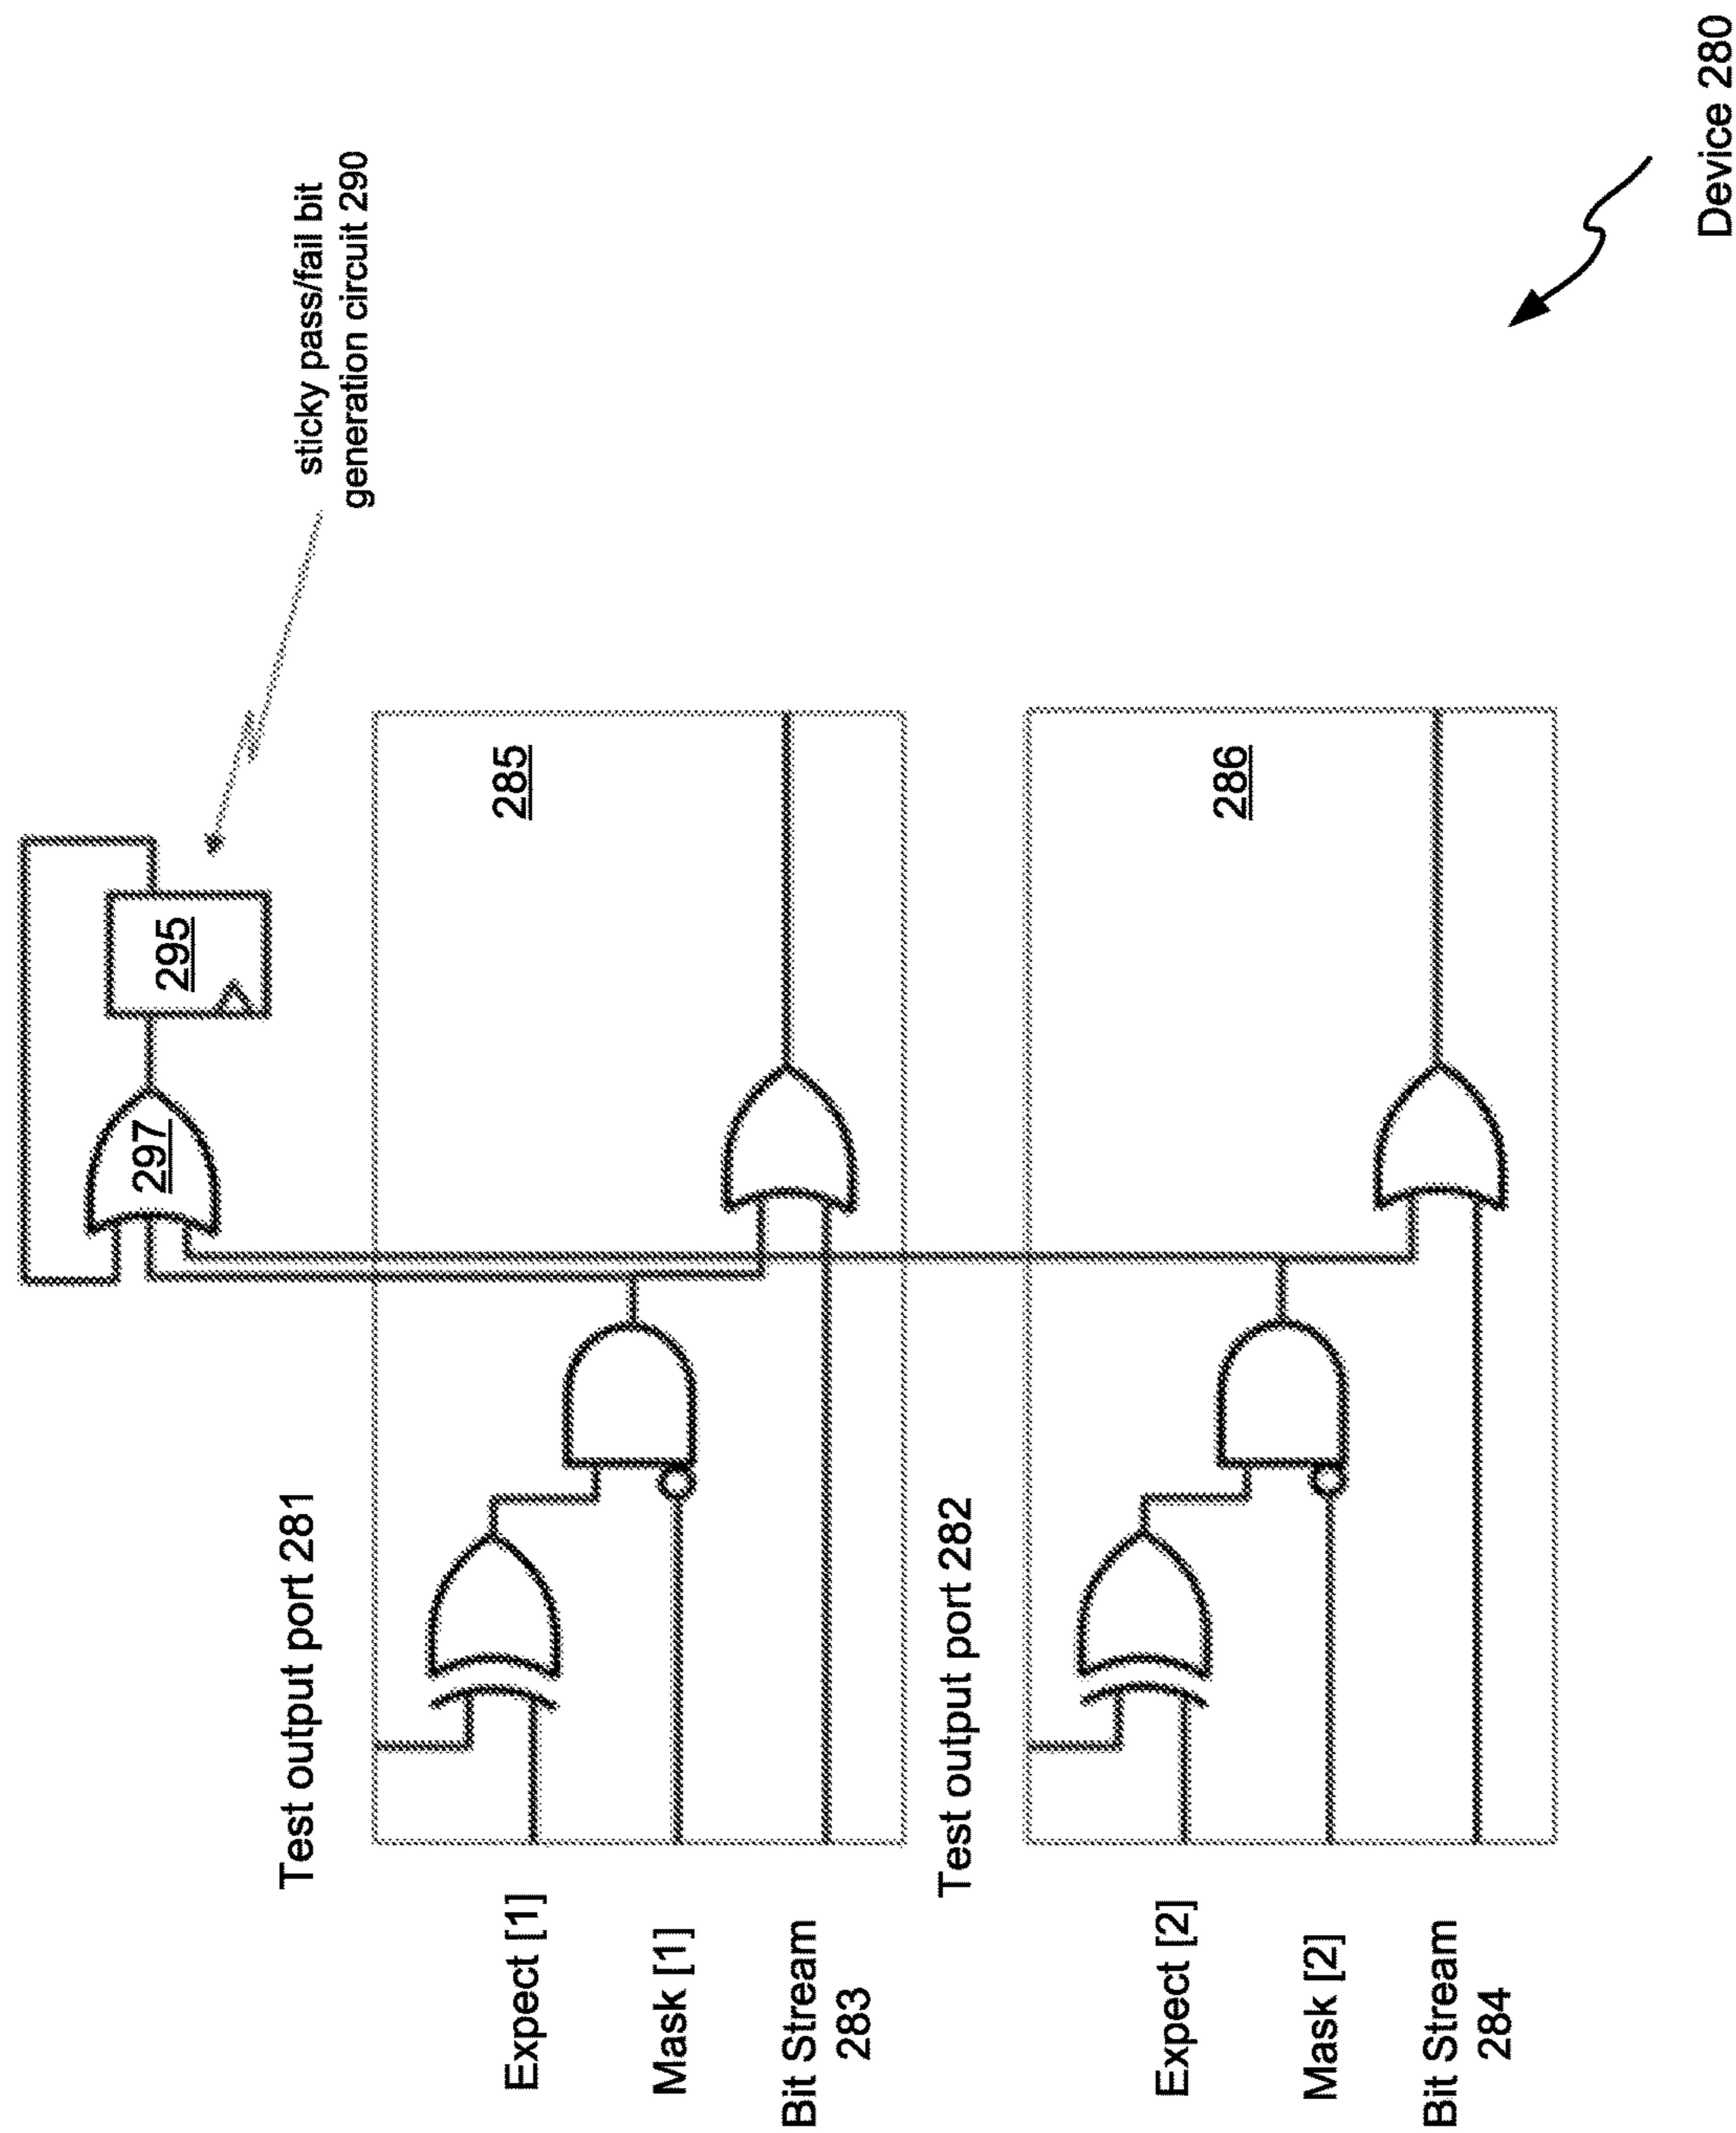 sticky pass/fail bit
generation circuit 290
297
295
Test output port 281
285
Expect [1]
Mask [1]
Bit Stream
283
Test output port 282
286
Expect [2]
Mask [2]
Bit Stream
284
Device 280